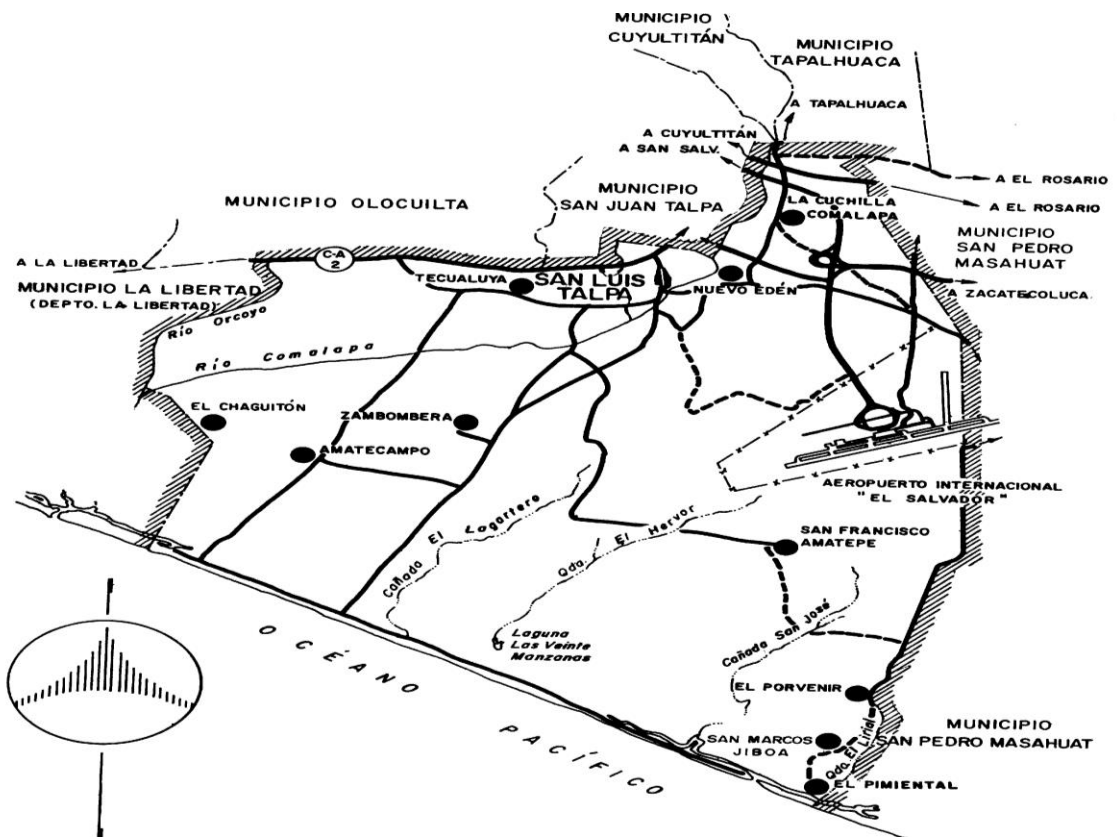 MUNICIPIO
CUYULTITÁN
MUNICIPIO
TAPALHUACA
A TAPALHUACA
A CUYULTITÁN
A SAN SALV.
A EL ROSARIO
A EL ROSARIO
MUNICIPIO
SAN JUAN TALPA
MUNICIPIO OLOCUILTA
LA CUCHILLA
COMALAPA
MUNICIPIO
SAN PEDRO
MASAHUAT
A LA LIBERTAD
C-A
2
MUNICIPIO LA LIBERTAD
(DEPTO. LA LIBERTAD)
TECUALUYA
SAN LUIS
TALPA
NUEVO EDÉN
A ZACATECOLUCA
Río Orcoyo
Río Comalapa
EL CHAGUITÓN
ZAMBOMBERA
AMATECAMPO
AEROPUERTO INTERNACIONAL
"EL SALVADOR"
Cañada El Lagartero
Qda. El Hervor
SAN FRANCISCO
AMATEPE
Cañada San José
Laguna
Las Veinte
Manzanas
OCÉANO PACÍFICO
EL PORVENIR
SAN MARCOS
JIBOA
Qda. El Lirial
MUNICIPIO
SAN PEDRO MASAHUAT
EL PIMIENTAL